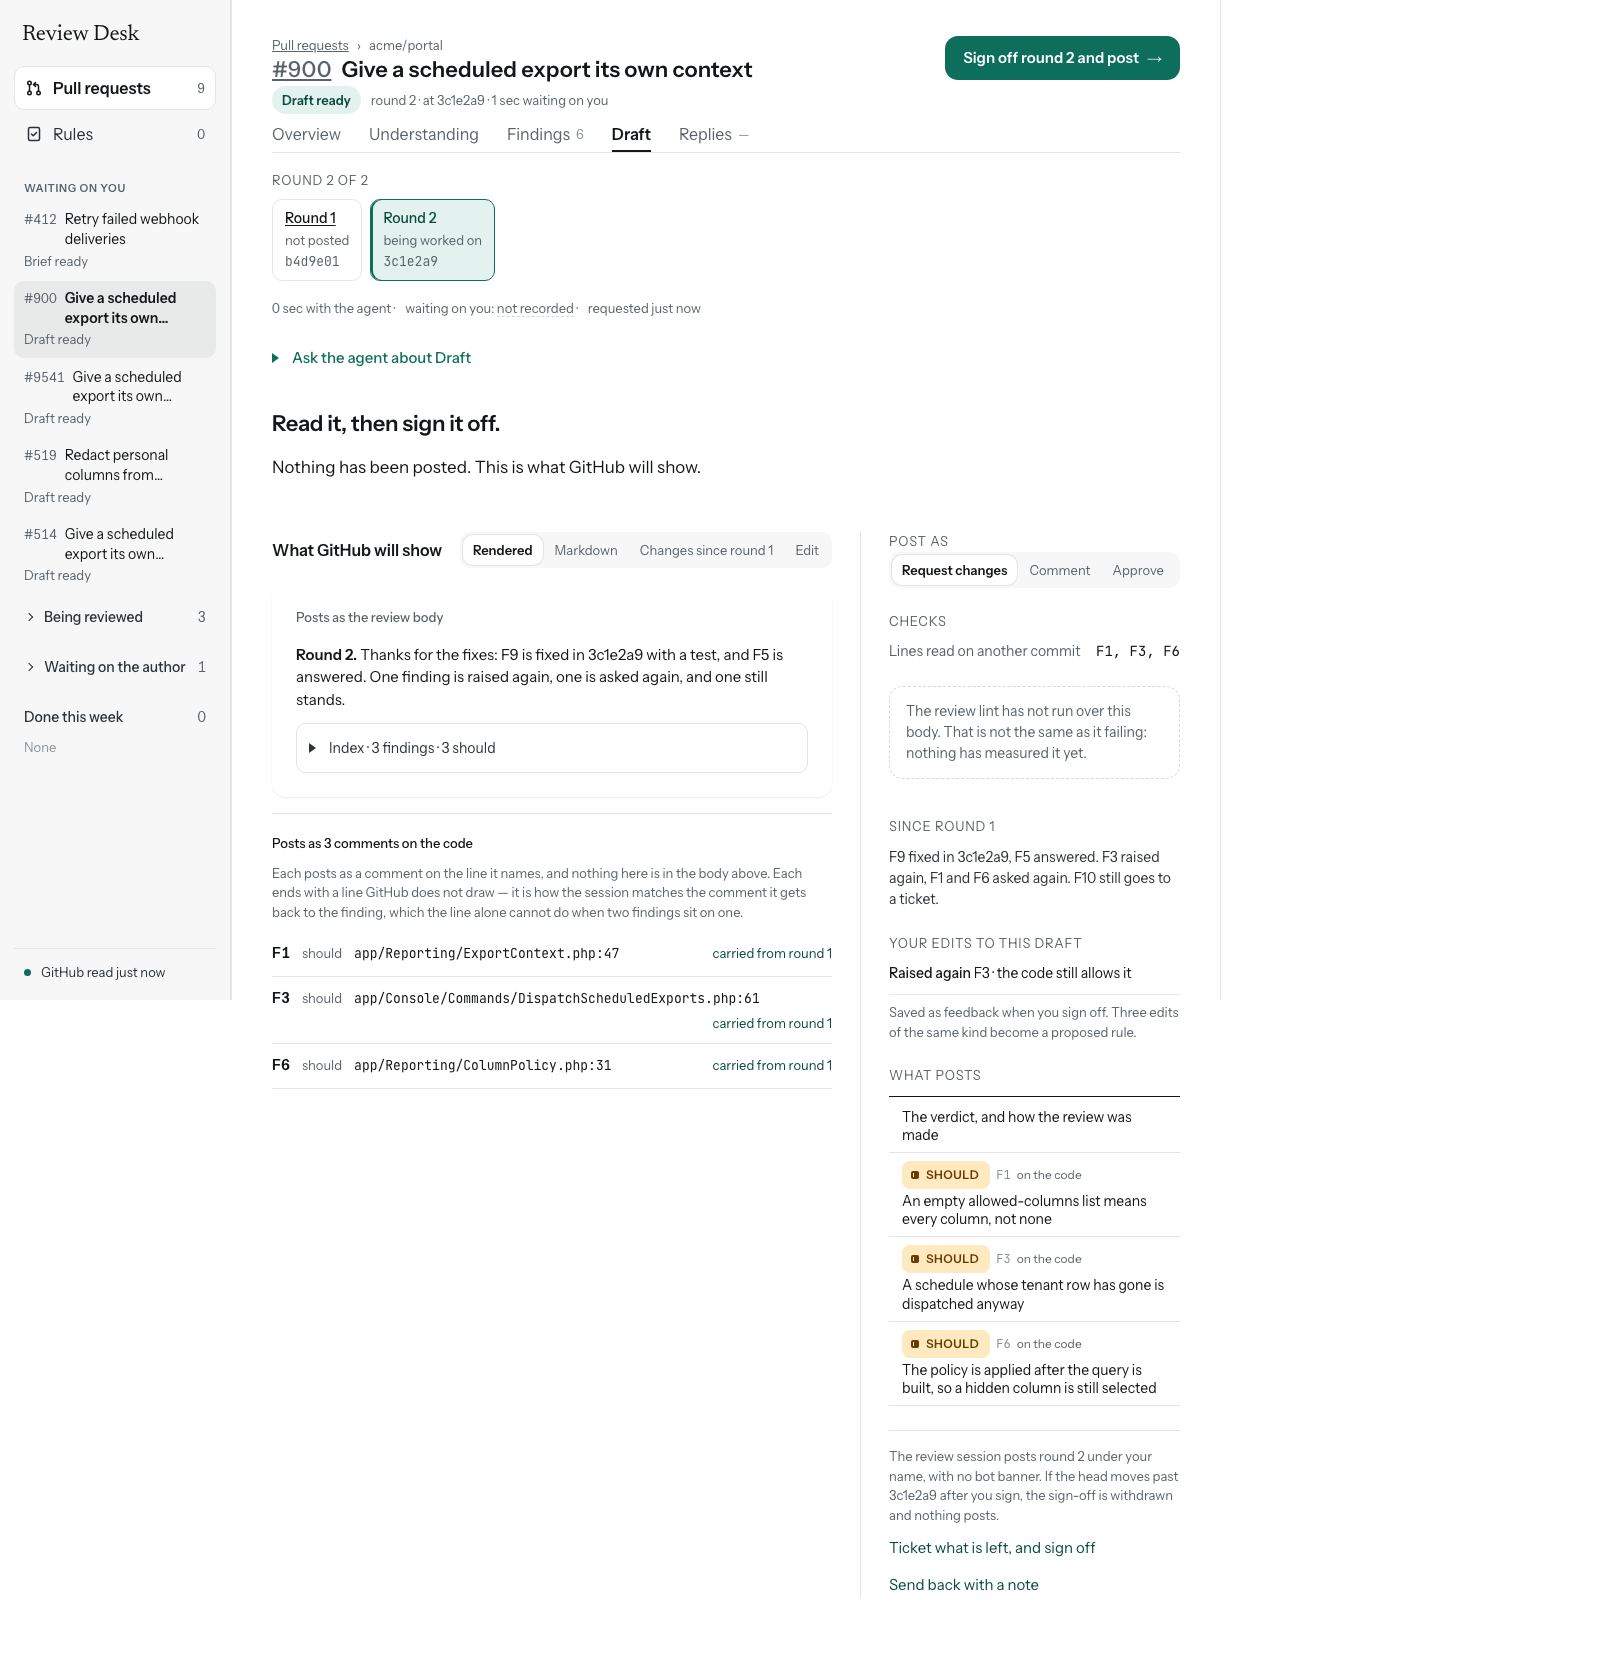 Review Desk
Pull requests 9
Rules 0
WAITING ON YOU
#412 Retry failed webhook
deliveries
Brief ready
#900 Give a scheduled
export its own...
Draft ready
#9541 Give a scheduled
export its own...
Draft ready
#519 Redact personal
columns from...
Draft ready
#514 Give a scheduled
export its own...
Draft ready
Being reviewed 3
Waiting on the author 1
Done this week 0
None
GitHub read just now
Pull requests › acme/portal
#900 Give a scheduled export its own context
Sign off round 2 and post →
Draft ready round 2 · at 3c1e2a9 · 1 sec waiting on you
Overview Understanding Findings 6 Draft Replies —
ROUND 2 OF 2
Round 1
not posted
b4d9e01
Round 2
being worked on
3c1e2a9
0 sec with the agent · waiting on you: not recorded · requested just now
Ask the agent about Draft
Read it, then sign it off.
Nothing has been posted. This is what GitHub will show.
What GitHub will show Rendered Markdown Changes since round 1 Edit
Posts as the review body
Round 2. Thanks for the fixes: F9 is fixed in 3c1e2a9 with a test, and F5 is
answered. One finding is raised again, one is asked again, and one still
stands.
Index · 3 findings · 3 should
Posts as 3 comments on the code
Each posts as a comment on the line it names, and nothing here is in the body above. Each
ends with a line GitHub does not draw — it is how the session matches the comment it gets
back to the finding, which the line alone cannot do when two findings sit on one.
F1 should app/Reporting/ExportContext.php:47 carried from round 1
F3 should app/Console/Commands/DispatchScheduledExports.php:61
carried from round 1
F6 should app/Reporting/ColumnPolicy.php:31 carried from round 1
POST AS
Request changes Comment Approve
CHECKS
Lines read on another commit F1, F3, F6
The review lint has not run over this
body. That is not the same as it failing:
nothing has measured it yet.
SINCE ROUND 1
F9 fixed in 3c1e2a9, F5 answered. F3 raised
again, F1 and F6 asked again. F10 still goes to
a ticket.
YOUR EDITS TO THIS DRAFT
Raised again F3 · the code still allows it
Saved as feedback when you sign off. Three edits
of the same kind become a proposed rule.
WHAT POSTS
The verdict, and how the review was
made
SHOULD F1 on the code
An empty allowed-columns list means
every column, not none
SHOULD F3 on the code
A schedule whose tenant row has gone is
dispatched anyway
SHOULD F6 on the code
The policy is applied after the query is
built, so a hidden column is still selected
The review session posts round 2 under your
name, with no bot banner. If the head moves past
3c1e2a9 after you sign, the sign-off is withdrawn
and nothing posts.
Ticket what is left, and sign off
Send back with a note